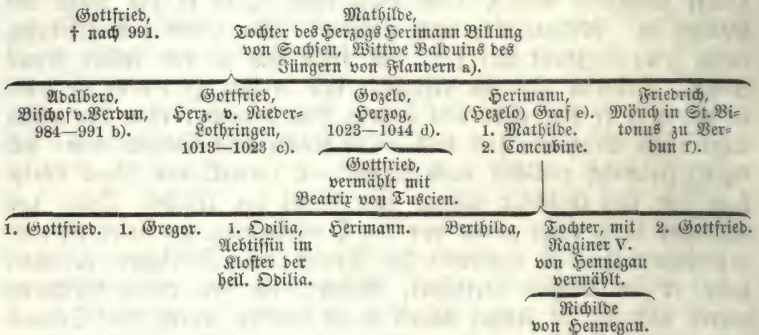 Gottfried,
† nach 991.
Mathilde,
Tochter des Herzogs Herimann Billung
von Sachsen, Wittwe Balduins des
Jüngern von Flandern a).
Adalbero,
Bischof v. Verdun,
984—991 b).
Gottfried,
Herz. v. Nieder=
Lothringen,
1013—1023 c).
Gozelo,
Herzog,
1023—1044 d).
Herimann,
(Hezelo) Graf e).
1. Mathilde.
2. Concubine.
Friedrich,
Mönch in St. Vi=
tonus zu Ver=
dun f).
Gottfried,
vermählt mit
Beatrix von Tuscien.
1. Gottfried.
1. Gregor.
1. Odilia,
Aebtissin im
Kloster der
heil. Odilia.
Herimann.
Berthilda,
Tochter, mit
Raginer V.
von Hennegau
vermählt.
2. Gottfried.
Richilde
von Hennegau.